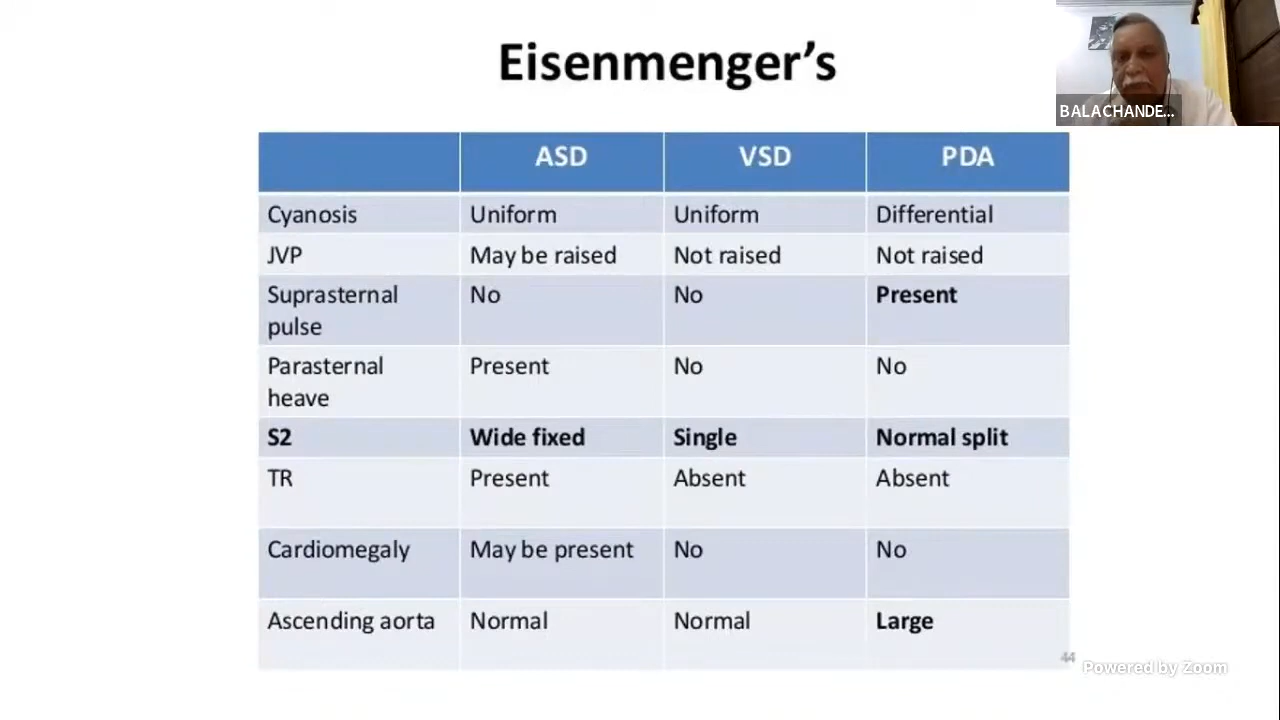 Eisenmenger's
BALACHANDE...
ASD VSD PDA
Cyanosis Uniform Uniform Differential
JVP May be raised Not raised Not raised
Suprasternal pulse No No Present
Parasternal heave Present No No
S2 Wide fixed Single Normal split
TR Present Absent Absent
Cardiomegaly May be present No No
Ascending aorta Normal Normal Large
44
Powered by Zoom